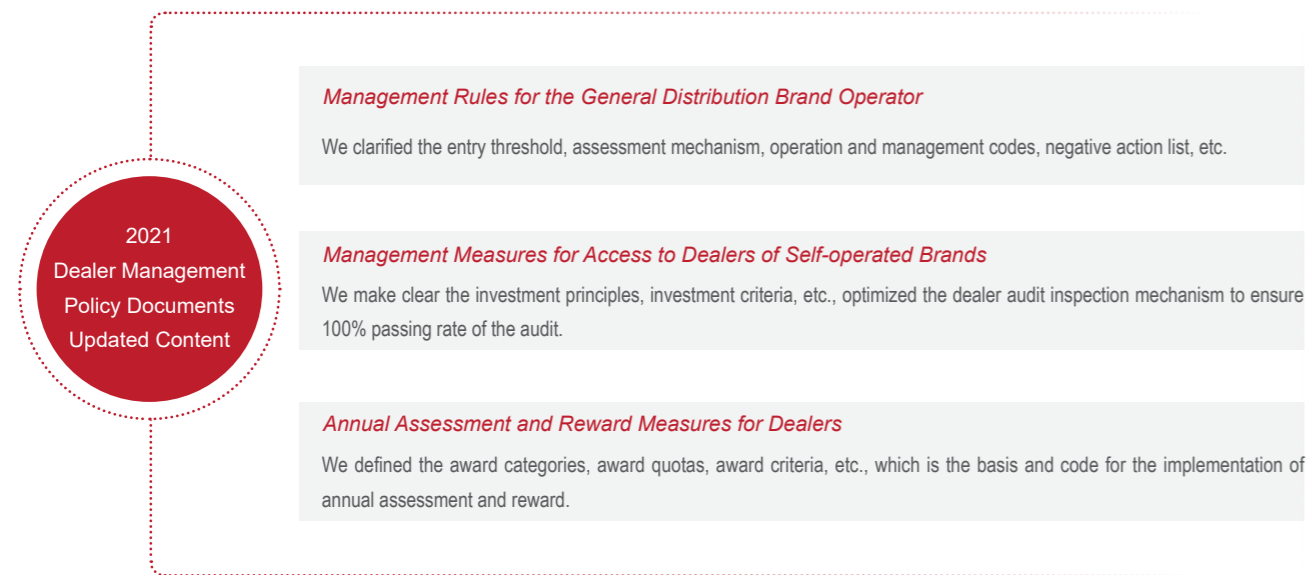 2021
Dealer Management
Policy Documents
Updated Content
Management Rules for the General Distribution Brand Operator
We clarified the entry threshold, assessment mechanism, operation and management codes, negative action list, etc.
Management Measures for Access to Dealers of Self-operated Brands
We make clear the investment principles, investment criteria, etc., optimized the dealer audit inspection mechanism to ensure
100% passing rate of the audit.
Annual Assessment and Reward Measures for Dealers
We defined the award categories, award quotas, award criteria, etc., which is the basis and code for the implementation of
annual assessment and reward.